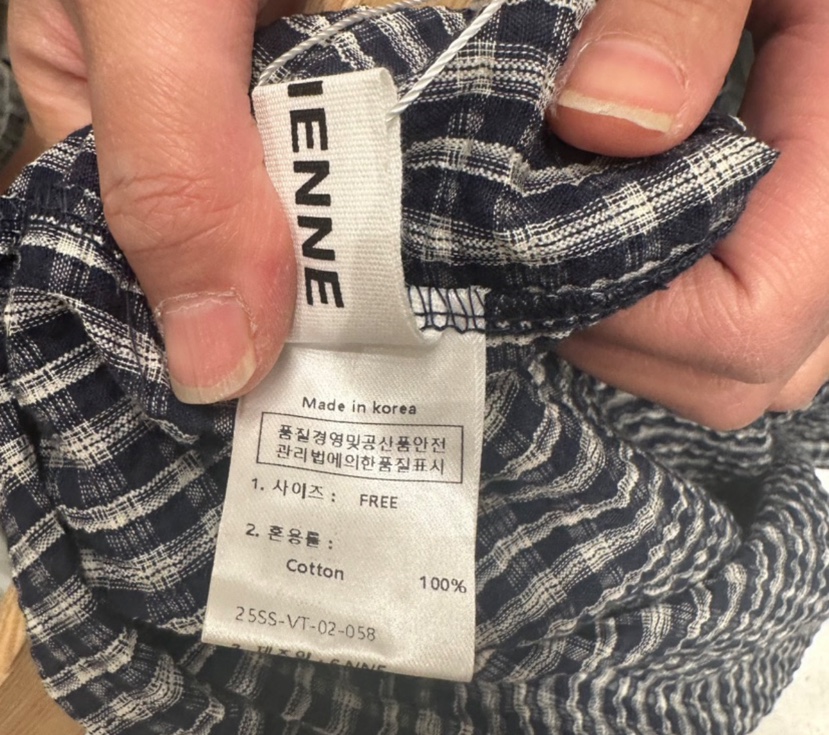 IENNE
Made in korea
품질경영및공산품안전
관리법에의한품질표시
1. 사이즈 : FREE
2. 혼용률 :
Cotton 100%
25SS-VT-02-058